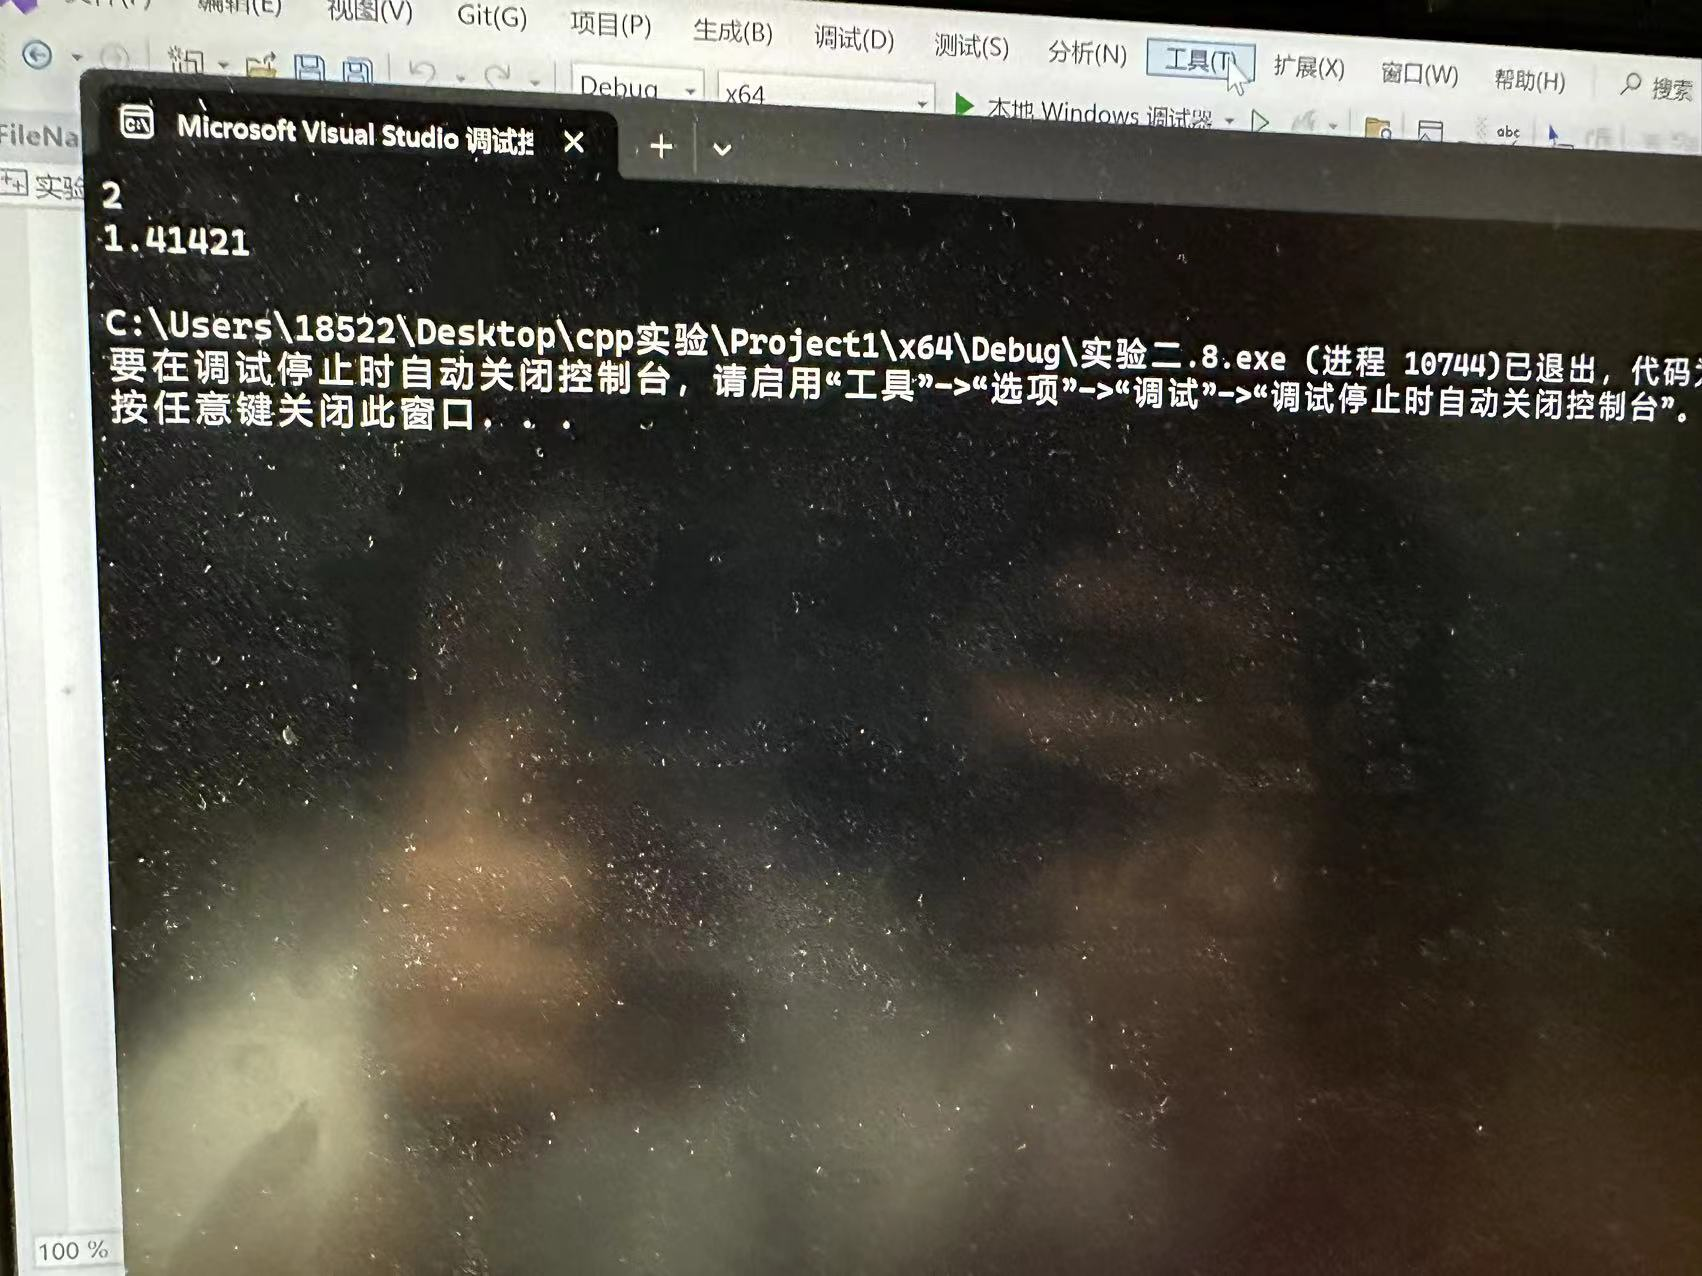 编辑(E) 视图(V) Git(G) 项目(P) 生成(B) 调试(D) 测试(S) 分析(N) 工具(T) 扩展(X) 窗口(W) 帮助(H) 搜索
Debug x64 本地 Windows 调试器
FileNa
Microsoft Visual Studio 调试
实验
2
1.41421
C:\Users\18522\Desktop\cpp实验\Project1\x64\Debug\实验二.8.exe (进程 10744)已退出，代码
要在调试停止时自动关闭控制台，请启用“工具”->“选项”->“调试”->“调试停止时自动关闭控制台”。
按任意键关闭此窗口. . .
100 %